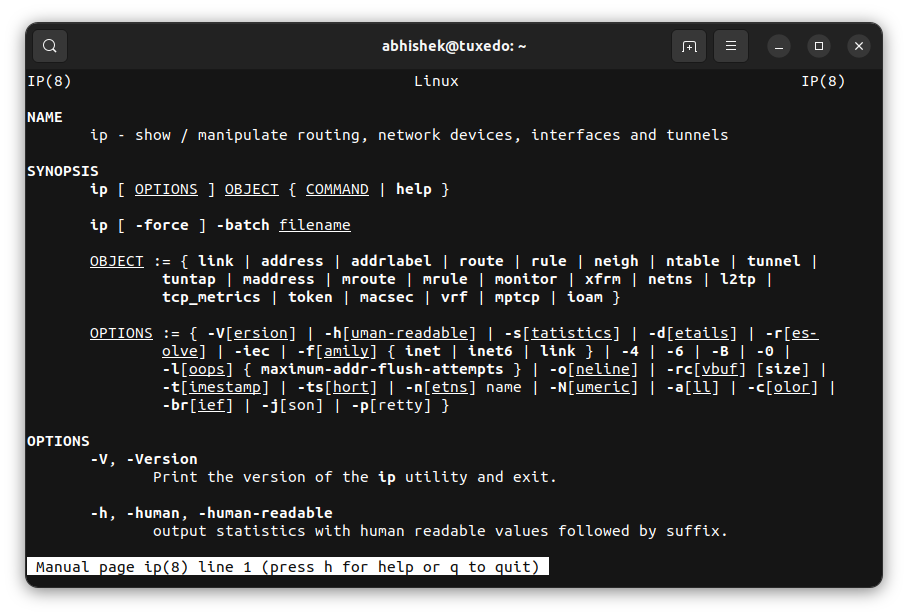 abhishek@tuxedo: ~
IP(8) Linux IP(8)
NAME
ip - show / manipulate routing, network devices, interfaces and tunnels
SYNOPSIS
ip [ OPTIONS ] OBJECT { COMMAND | help }
ip [ -force ] -batch filename
OBJECT := { link | address | addrlabel | route | rule | neigh | ntable | tunnel |
tuntap | maddress | mroute | mrule | monitor | xfrm | netns | l2tp |
tcp_metrics | token | macsec | vrf | mptcp | ioam }
OPTIONS := { -V[ersion] | -h[uman-readable] | -s[tatistics] | -d[etails] | -r[es-
olve] | -iec | -f[amily] { inet | inet6 | link } | -4 | -6 | -B | -0 |
-l[oops] { maximum-addr-flush-attempts } | -o[neline] | -rc[vbuf] [size] |
-t[imestamp] | -ts[hort] | -n[etns] name | -N[umeric] | -a[ll] | -c[olor] |
-br[ief] | -j[son] | -p[retty] }
OPTIONS
-V, -Version
Print the version of the ip utility and exit.
-h, -human, -human-readable
output statistics with human readable values followed by suffix.
Manual page ip(8) line 1 (press h for help or q to quit)